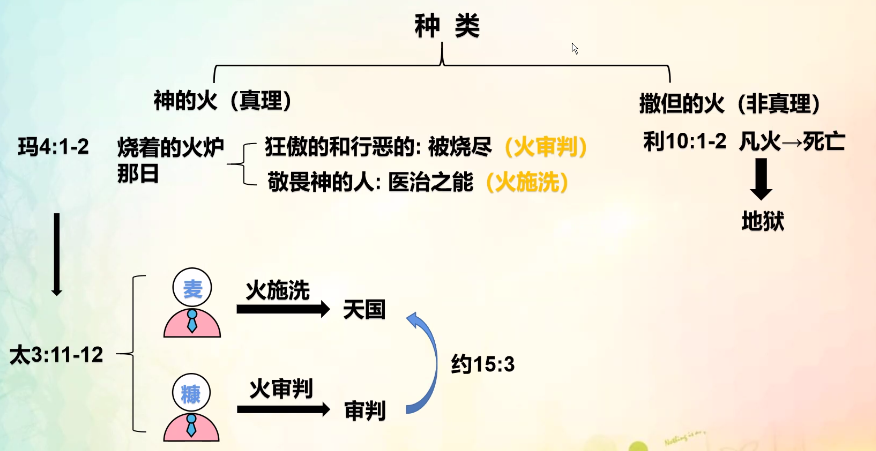 种 类
神的火（真理）
撒但的火（非真理）
玛4:1-2
烧着的火炉
那日
狂傲的和行恶的: 被烧尽（火审判）
敬畏神的人: 医治之能（火施洗）
利10:1-2 凡火→死亡
地狱
太3:11-12
麦
火施洗
天国
糠
火审判
审判
约15:3